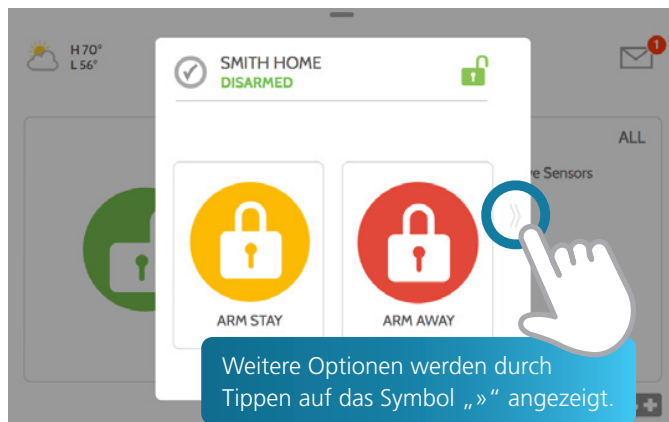 H 70°
L 56°
1
SMITH HOME
DISARMED
ALL
Sensors
ARM STAY
ARM AWAY
Weitere Optionen werden durch
Tippen auf das Symbol „»“ angezeigt.